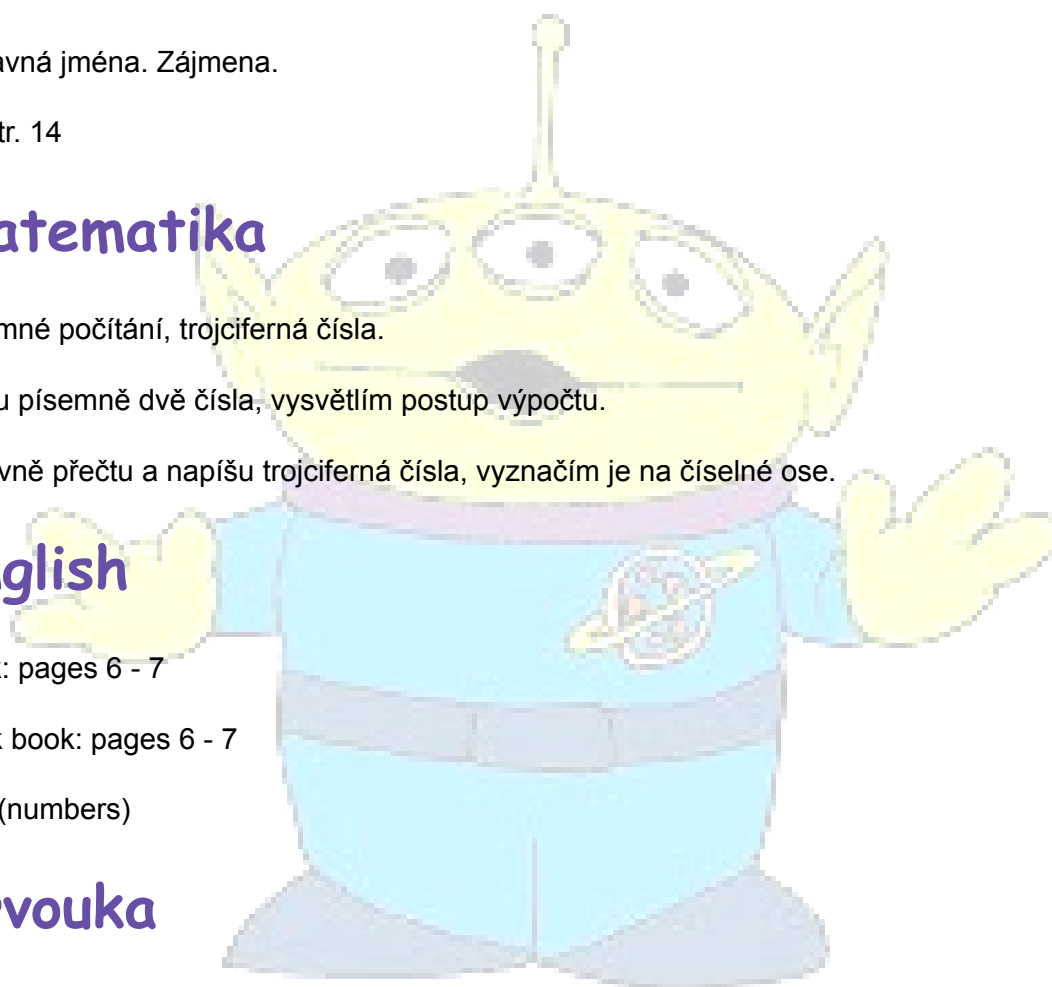 avná jména. Zájmena.
tr. 14
atematika
mné počítání, trojciferná čísla.
u písemně dvě čísla, vysvětlím postup výpočtu.
vně přečtu a napíšu trojciferná čísla, vyznačím je na číselné ose.
glish
: pages 6 - 7
k book: pages 6 - 7
(numbers)
vouka